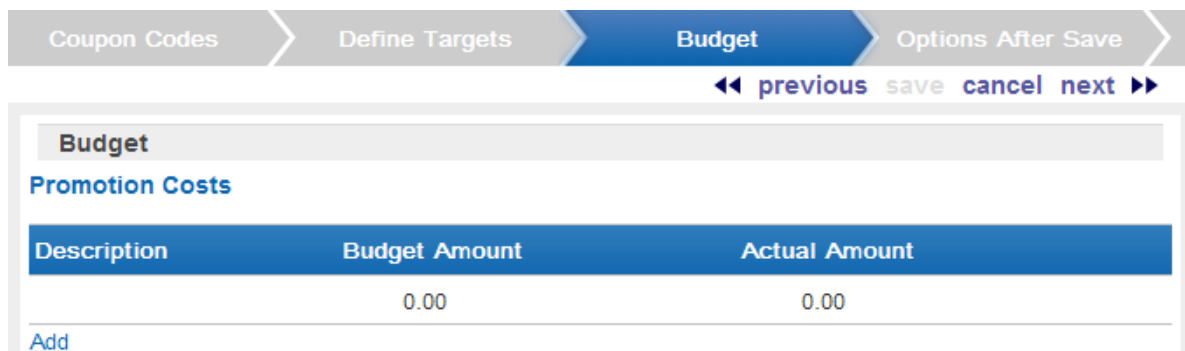 Coupon Codes Define Targets Budget Options After Save
previous save cancel next
Budget
Promotion Costs
Description Budget Amount Actual Amount
0.00 0.00
Add